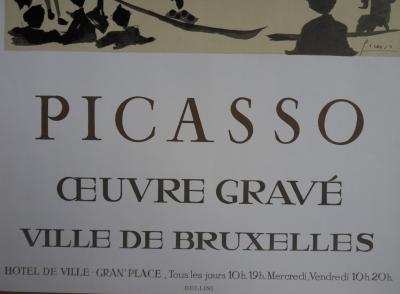 PICASSO
ŒUVRE GRAVÉ
VILLE DE BRUXELLES
HOTEL DE VILLE - GRAN'PLACE, Tous les jours 10h. 19h. Mercredi, Vendredi 10h. 20h.
BELLINI